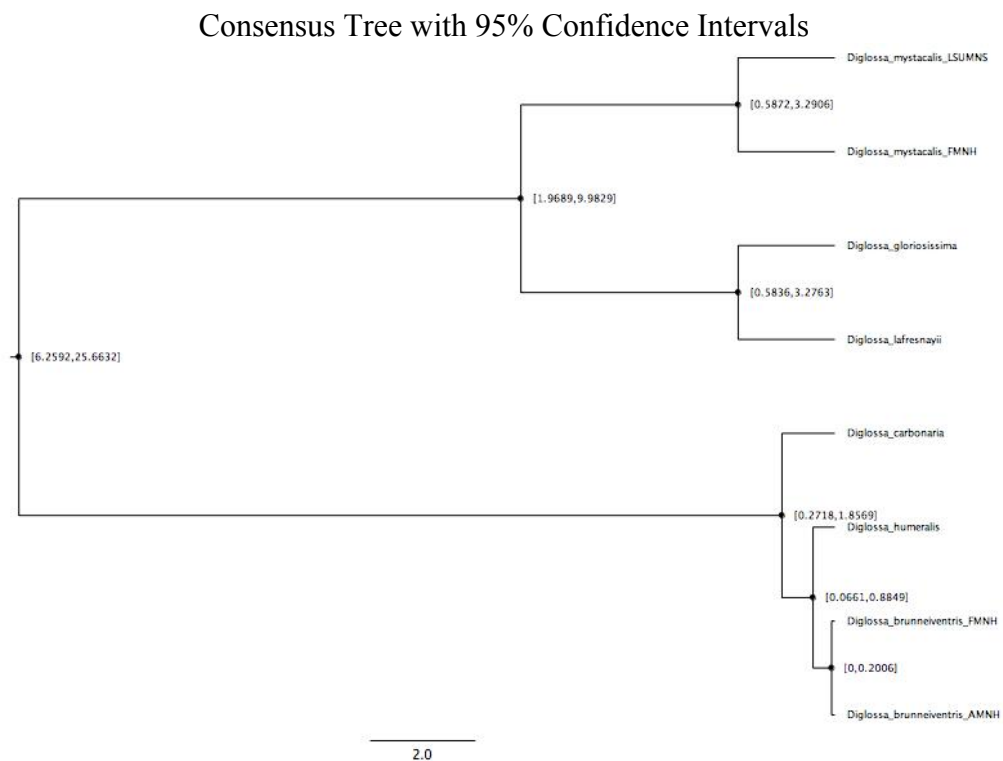 Consensus Tree with 95% Confidence Intervals
Diglossa_mystacalis_LSUMNS
[0.5872,3.2906]
Diglossa_mystacalis_FMNH
[1.9689,9.9829]
Diglossa_gloriosissima
[0.5836,3.2763]
Diglossa_lafresnayii
[6.2592,25.6632]
Diglossa_carbonaria
[0.2718,1.8569]
Diglossa_humeralis
[0.0661,0.8849]
Diglossa_brunneiventris_FMNH
[0,0.2006]
Diglossa_brunneiventris_AMNH
2.0